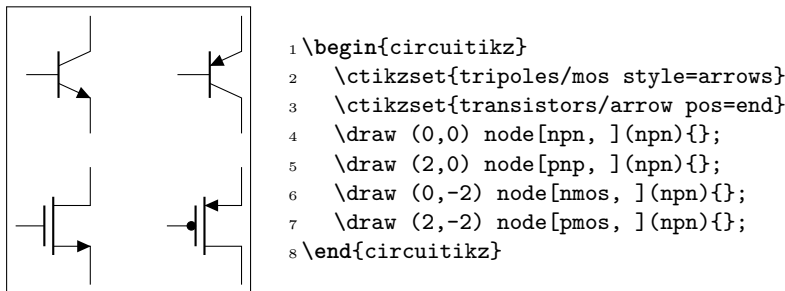 1 \begin{circuitikz}
2 \ctikzset{tripoles/mos style=arrows}
3 \ctikzset{transistors/arrow pos=end}
4 \draw (0,0) node[npn, ](npn){};
5 \draw (2,0) node[pnp, ](npn){};
6 \draw (0,-2) node[nmos, ](npn){};
7 \draw (2,-2) node[pmos, ](npn){};
8 \end{circuitikz}